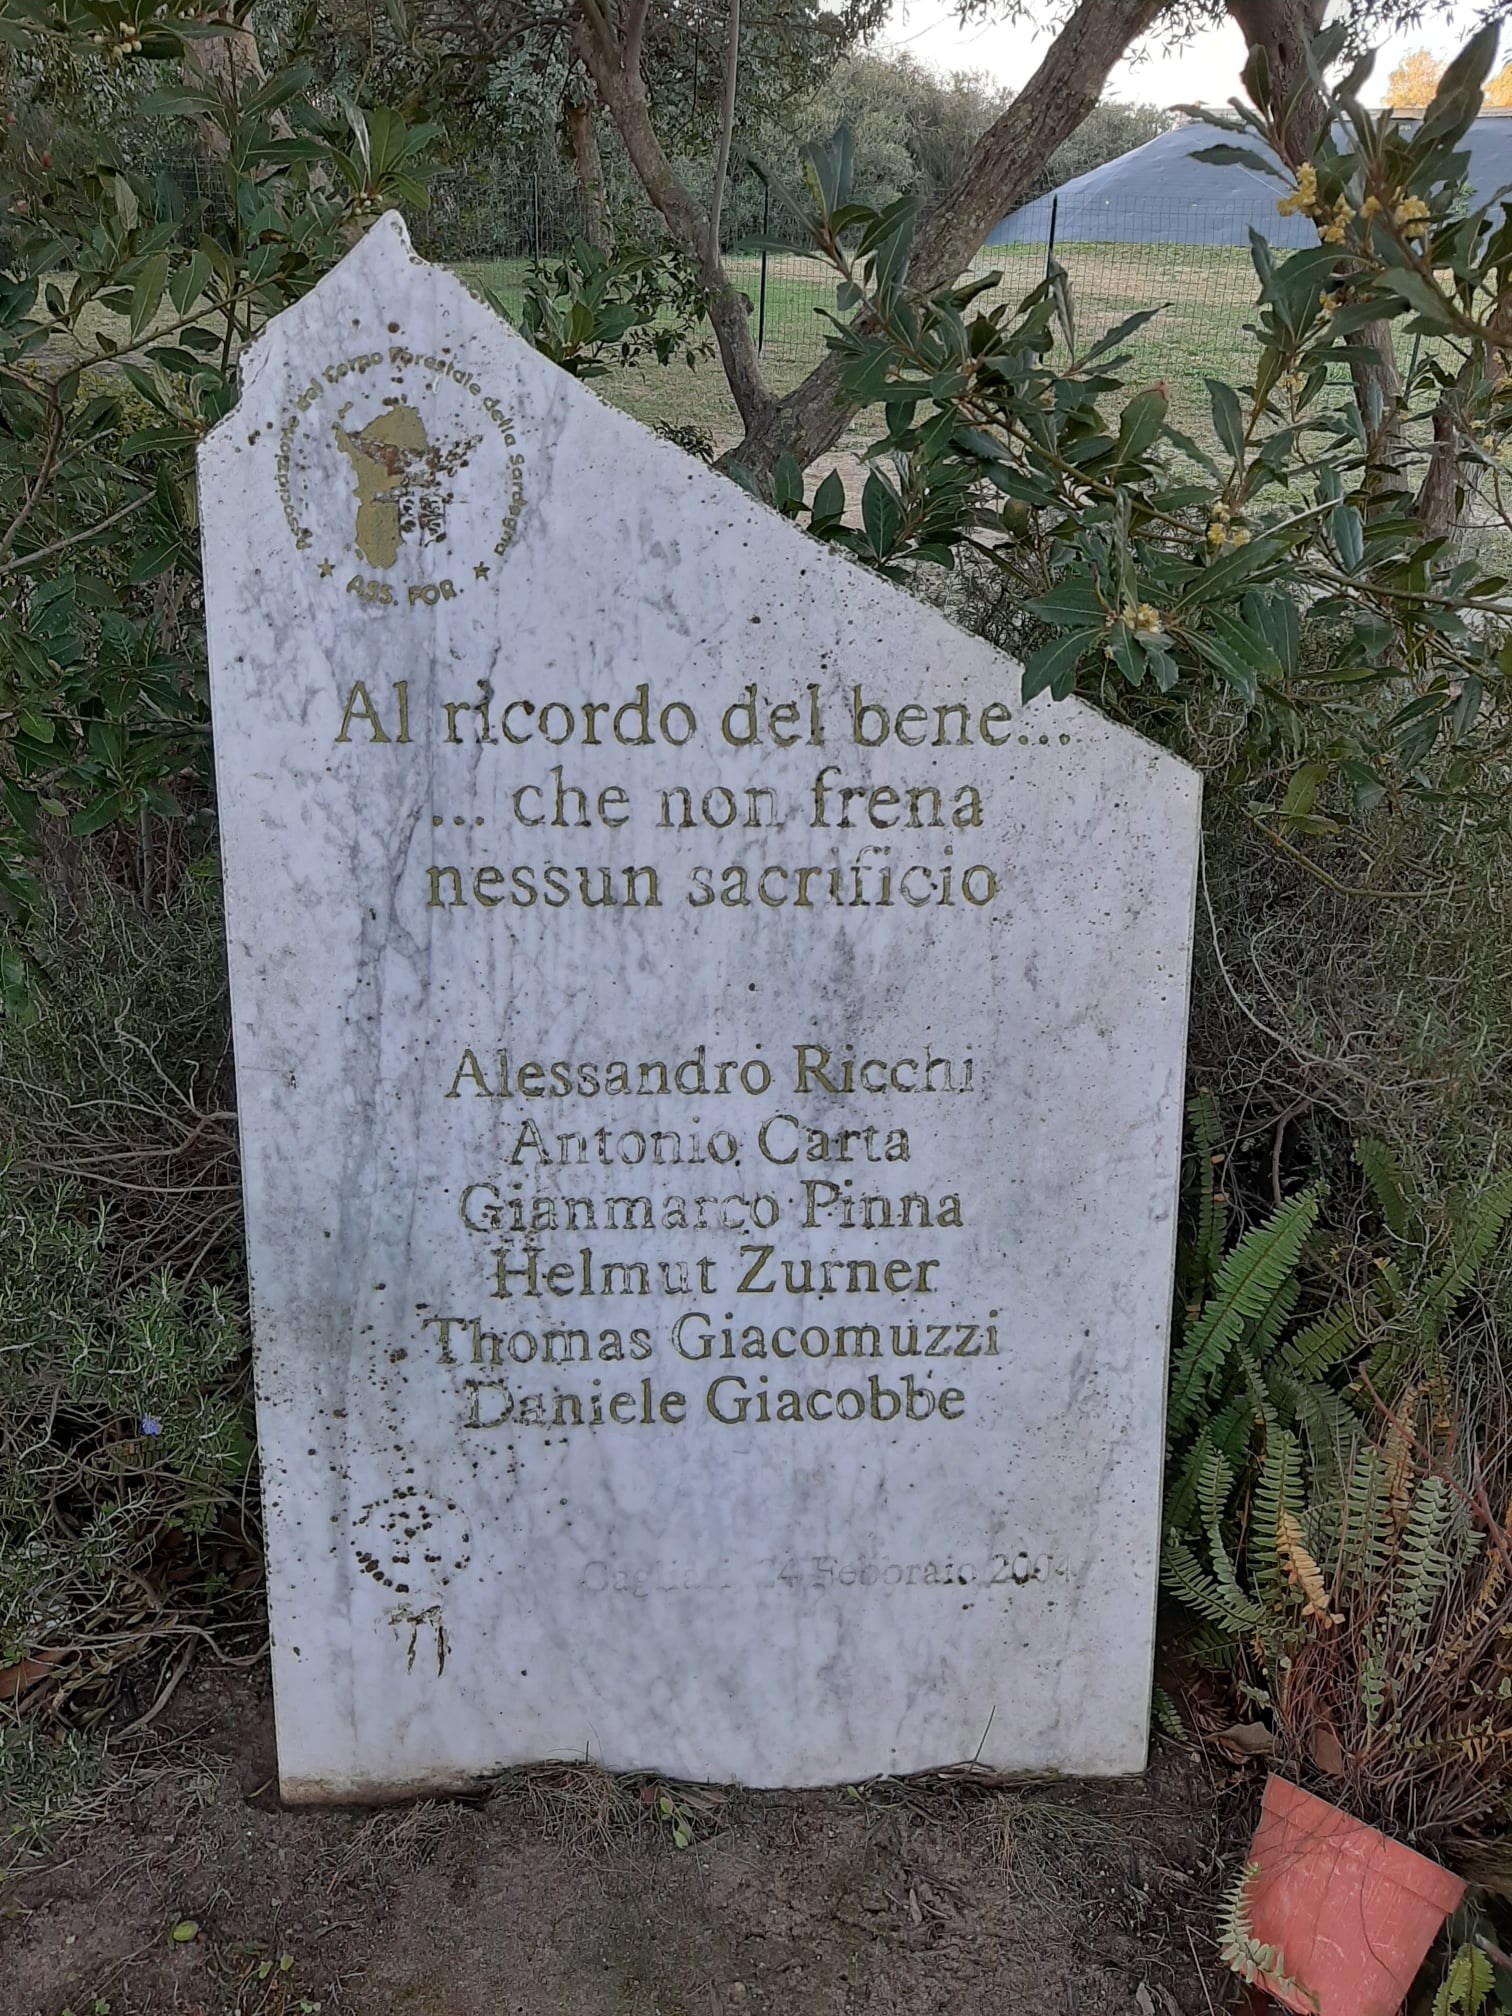 Associazione del Corpo Forestale della Sardegna
ASS. FOR.
Al ricordo del bene...
... che non frena
nessun sacrificio
Alessandro Ricchi
Antonio Carta
Gianmarco Pinna
Helmut Zurner
Thomas Giacomuzzi
Daniele Giacobbe
Cagliari, 24 Febboraio 2004